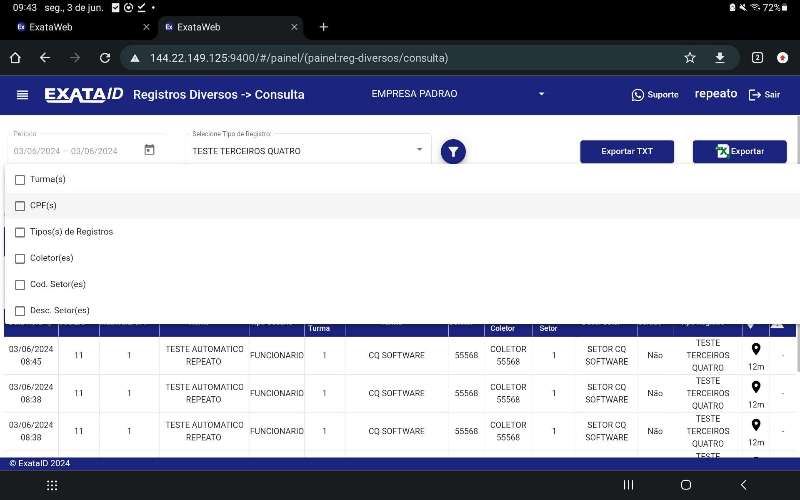 09:43 seg., 3 de jun. 72%
ExataWeb
ExataWeb
144.22.149.125:9400/#/painel/(painel:reg-diversos/consulta)
2
EXATAID Registros Diversos -> Consulta EMPRESA PADRAO Suporte repeato Sair
Período
Selecione Tipo de Registro
03/06/2024 – 03/06/2024 TESTE TERCEIROS QUATRO Exportar TXT Exportar
Turma(s)
CPF(s)
Tipos(s) de Registros
Coletor(es)
Cod. Setor(es)
Desc. Setor(es)
Turma Coletor Setor
03/06/2024 08:45 11 1 TESTE AUTOMATICO REPEATO FUNCIONARIO 1 CQ SOFTWARE 55568 COLETOR 55568 1 SETOR CQ SOFTWARE Não TESTE TERCEIROS QUATRO 12m -
03/06/2024 08:38 11 1 TESTE AUTOMATICO REPEATO FUNCIONARIO 1 CQ SOFTWARE 55568 COLETOR 55568 1 SETOR CQ SOFTWARE Não TESTE TERCEIROS QUATRO 12m -
03/06/2024 08:38 11 1 TESTE AUTOMATICO REPEATO FUNCIONARIO 1 CQ SOFTWARE 55568 COLETOR 55568 1 SETOR CQ SOFTWARE Não TESTE TERCEIROS QUATRO 12m -
TESTE
© ExataID 2024